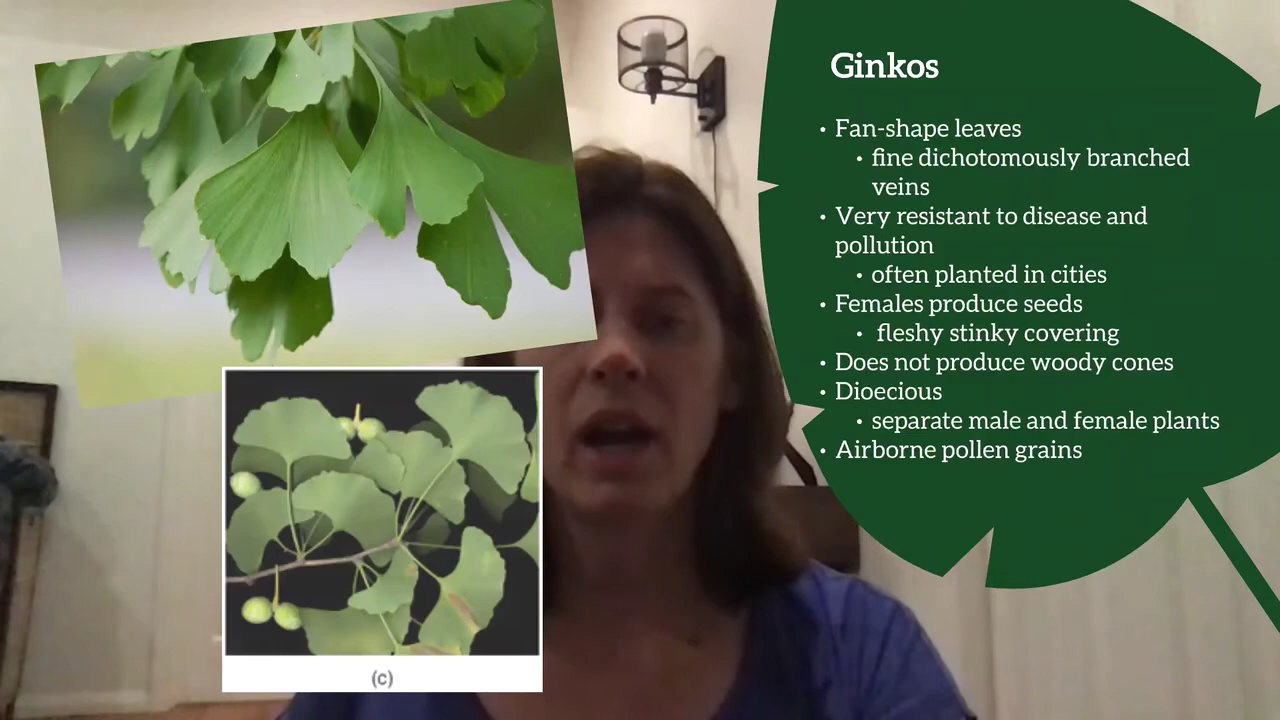 Ginkos
• Fan-shape leaves
• fine dichotomously branched
veins
• Very resistant to disease and
pollution
• often planted in cities
• Females produce seeds
• fleshy stinky covering
• Does not produce woody cones
• Dioecious
• separate male and female plants
• Airborne pollen grains
(c)